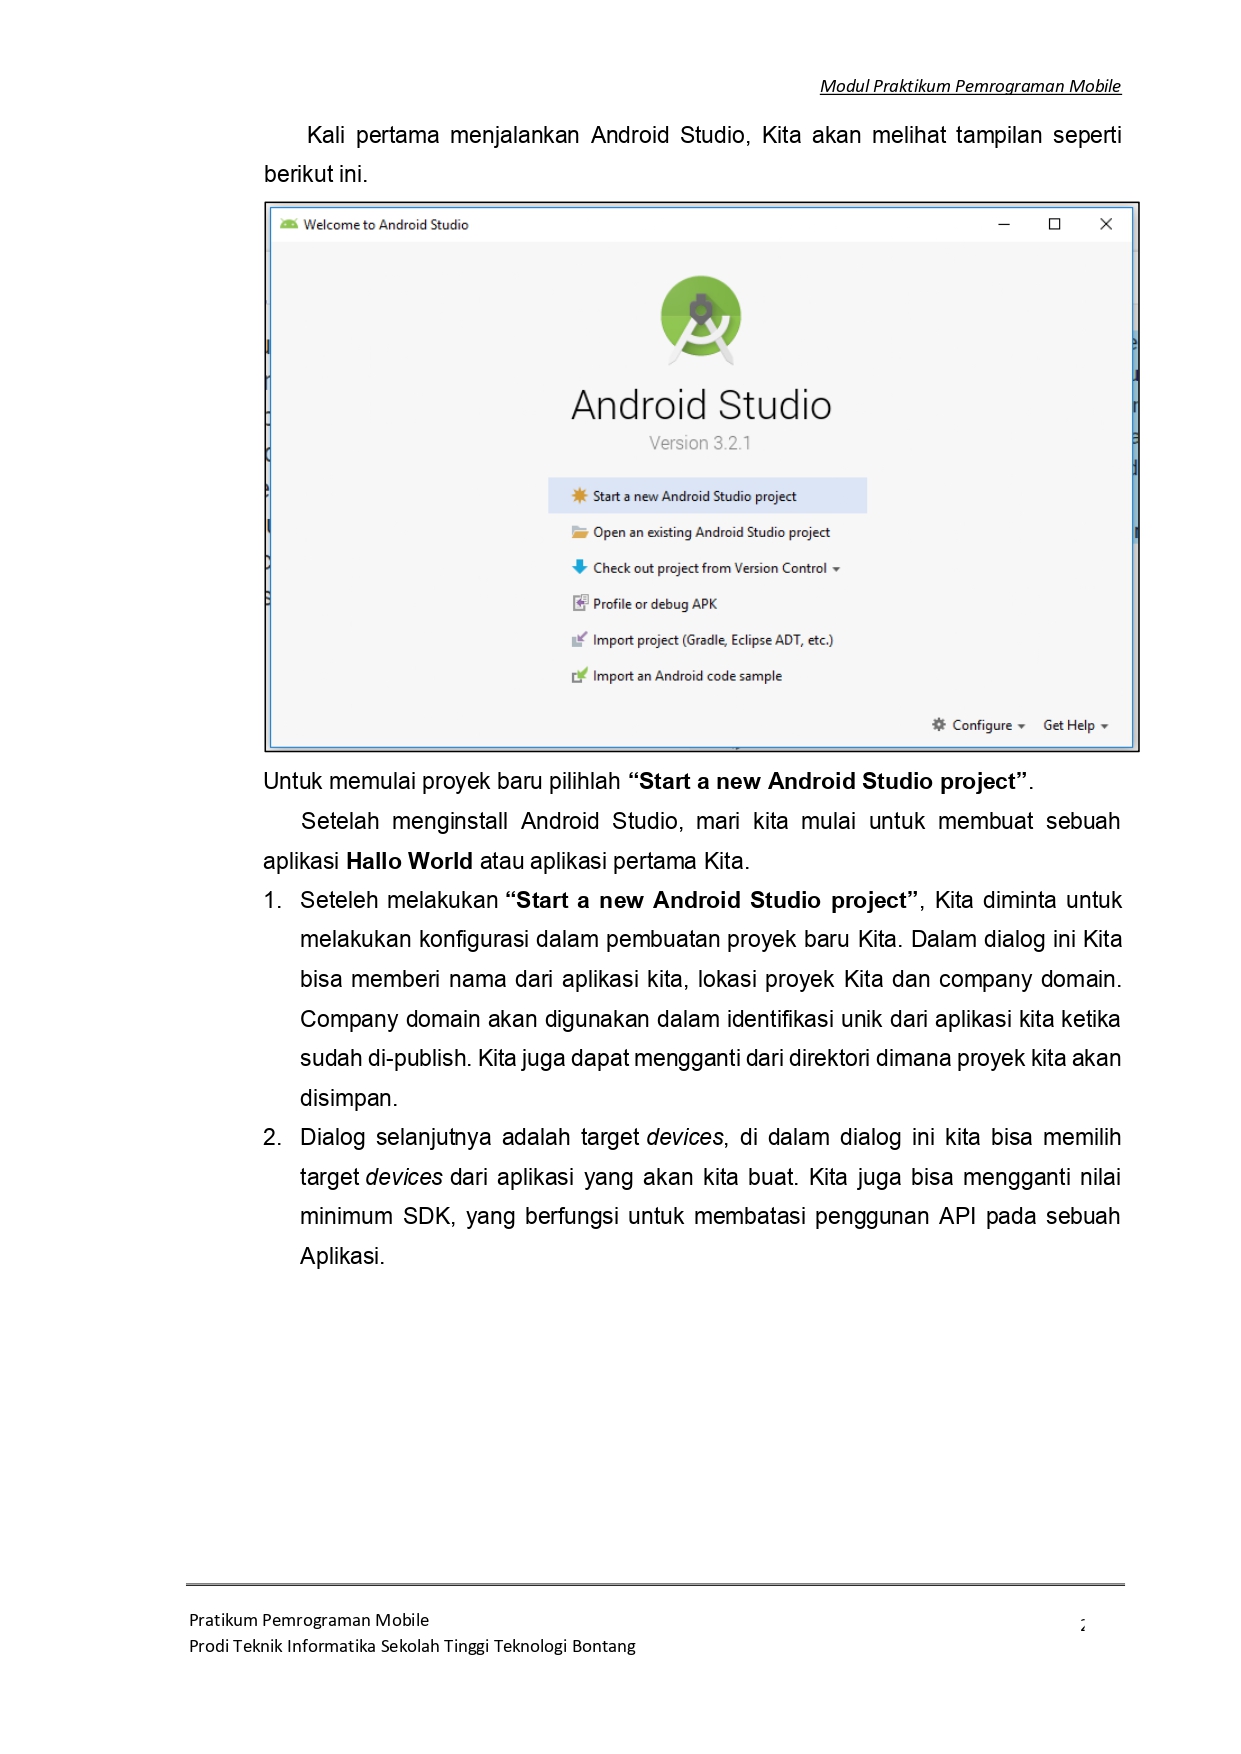 Modul Praktikum Pemrograman Mobile
Kali pertama menjalankan Android Studio, Kita akan melihat tampilan seperti
berikut ini.
Welcome to Android Studio
Android Studio
Version 3.2.1
Start a new Android Studio project
Open an existing Android Studio project
Check out project from Version Control
Profile or debug APK
Import project (Gradle, Eclipse ADT, etc.)
Import an Android code sample
Configure Get Help
Untuk memulai proyek baru pilihlah “Start a new Android Studio project”.
Setelah menginstall Android Studio, mari kita mulai untuk membuat sebuah
aplikasi Hallo World atau aplikasi pertama Kita.
1. Seteleh melakukan “Start a new Android Studio project”, Kita diminta untuk
melakukan konfigurasi dalam pembuatan proyek baru Kita. Dalam dialog ini Kita
bisa memberi nama dari aplikasi kita, lokasi proyek Kita dan company domain.
Company domain akan digunakan dalam identifikasi unik dari aplikasi kita ketika
sudah di-publish. Kita juga dapat mengganti dari direktori dimana proyek kita akan
disimpan.
2. Dialog selanjutnya adalah target devices, di dalam dialog ini kita bisa memilih
target devices dari aplikasi yang akan kita buat. Kita juga bisa mengganti nilai
minimum SDK, yang berfungsi untuk membatasi penggunan API pada sebuah
Aplikasi.
Pratikum Pemrograman Mobile
Prodi Teknik Informatika Sekolah Tinggi Teknologi Bontang